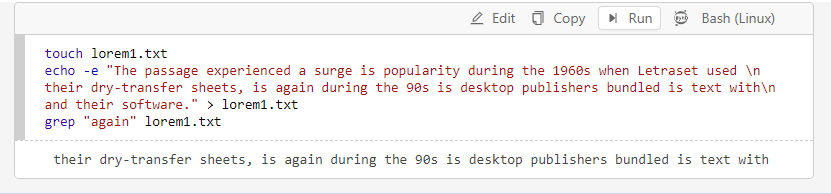 Edit Copy Run Bash (Linux)
touch lorem1.txt
echo -e "The passage experienced a surge is popularity during the 1960s when Letraset used \n
their dry-transfer sheets, is again during the 90s is desktop publishers bundled is text with\n
and their software." > lorem1.txt
grep "again" lorem1.txt
their dry-transfer sheets, is again during the 90s is desktop publishers bundled is text with